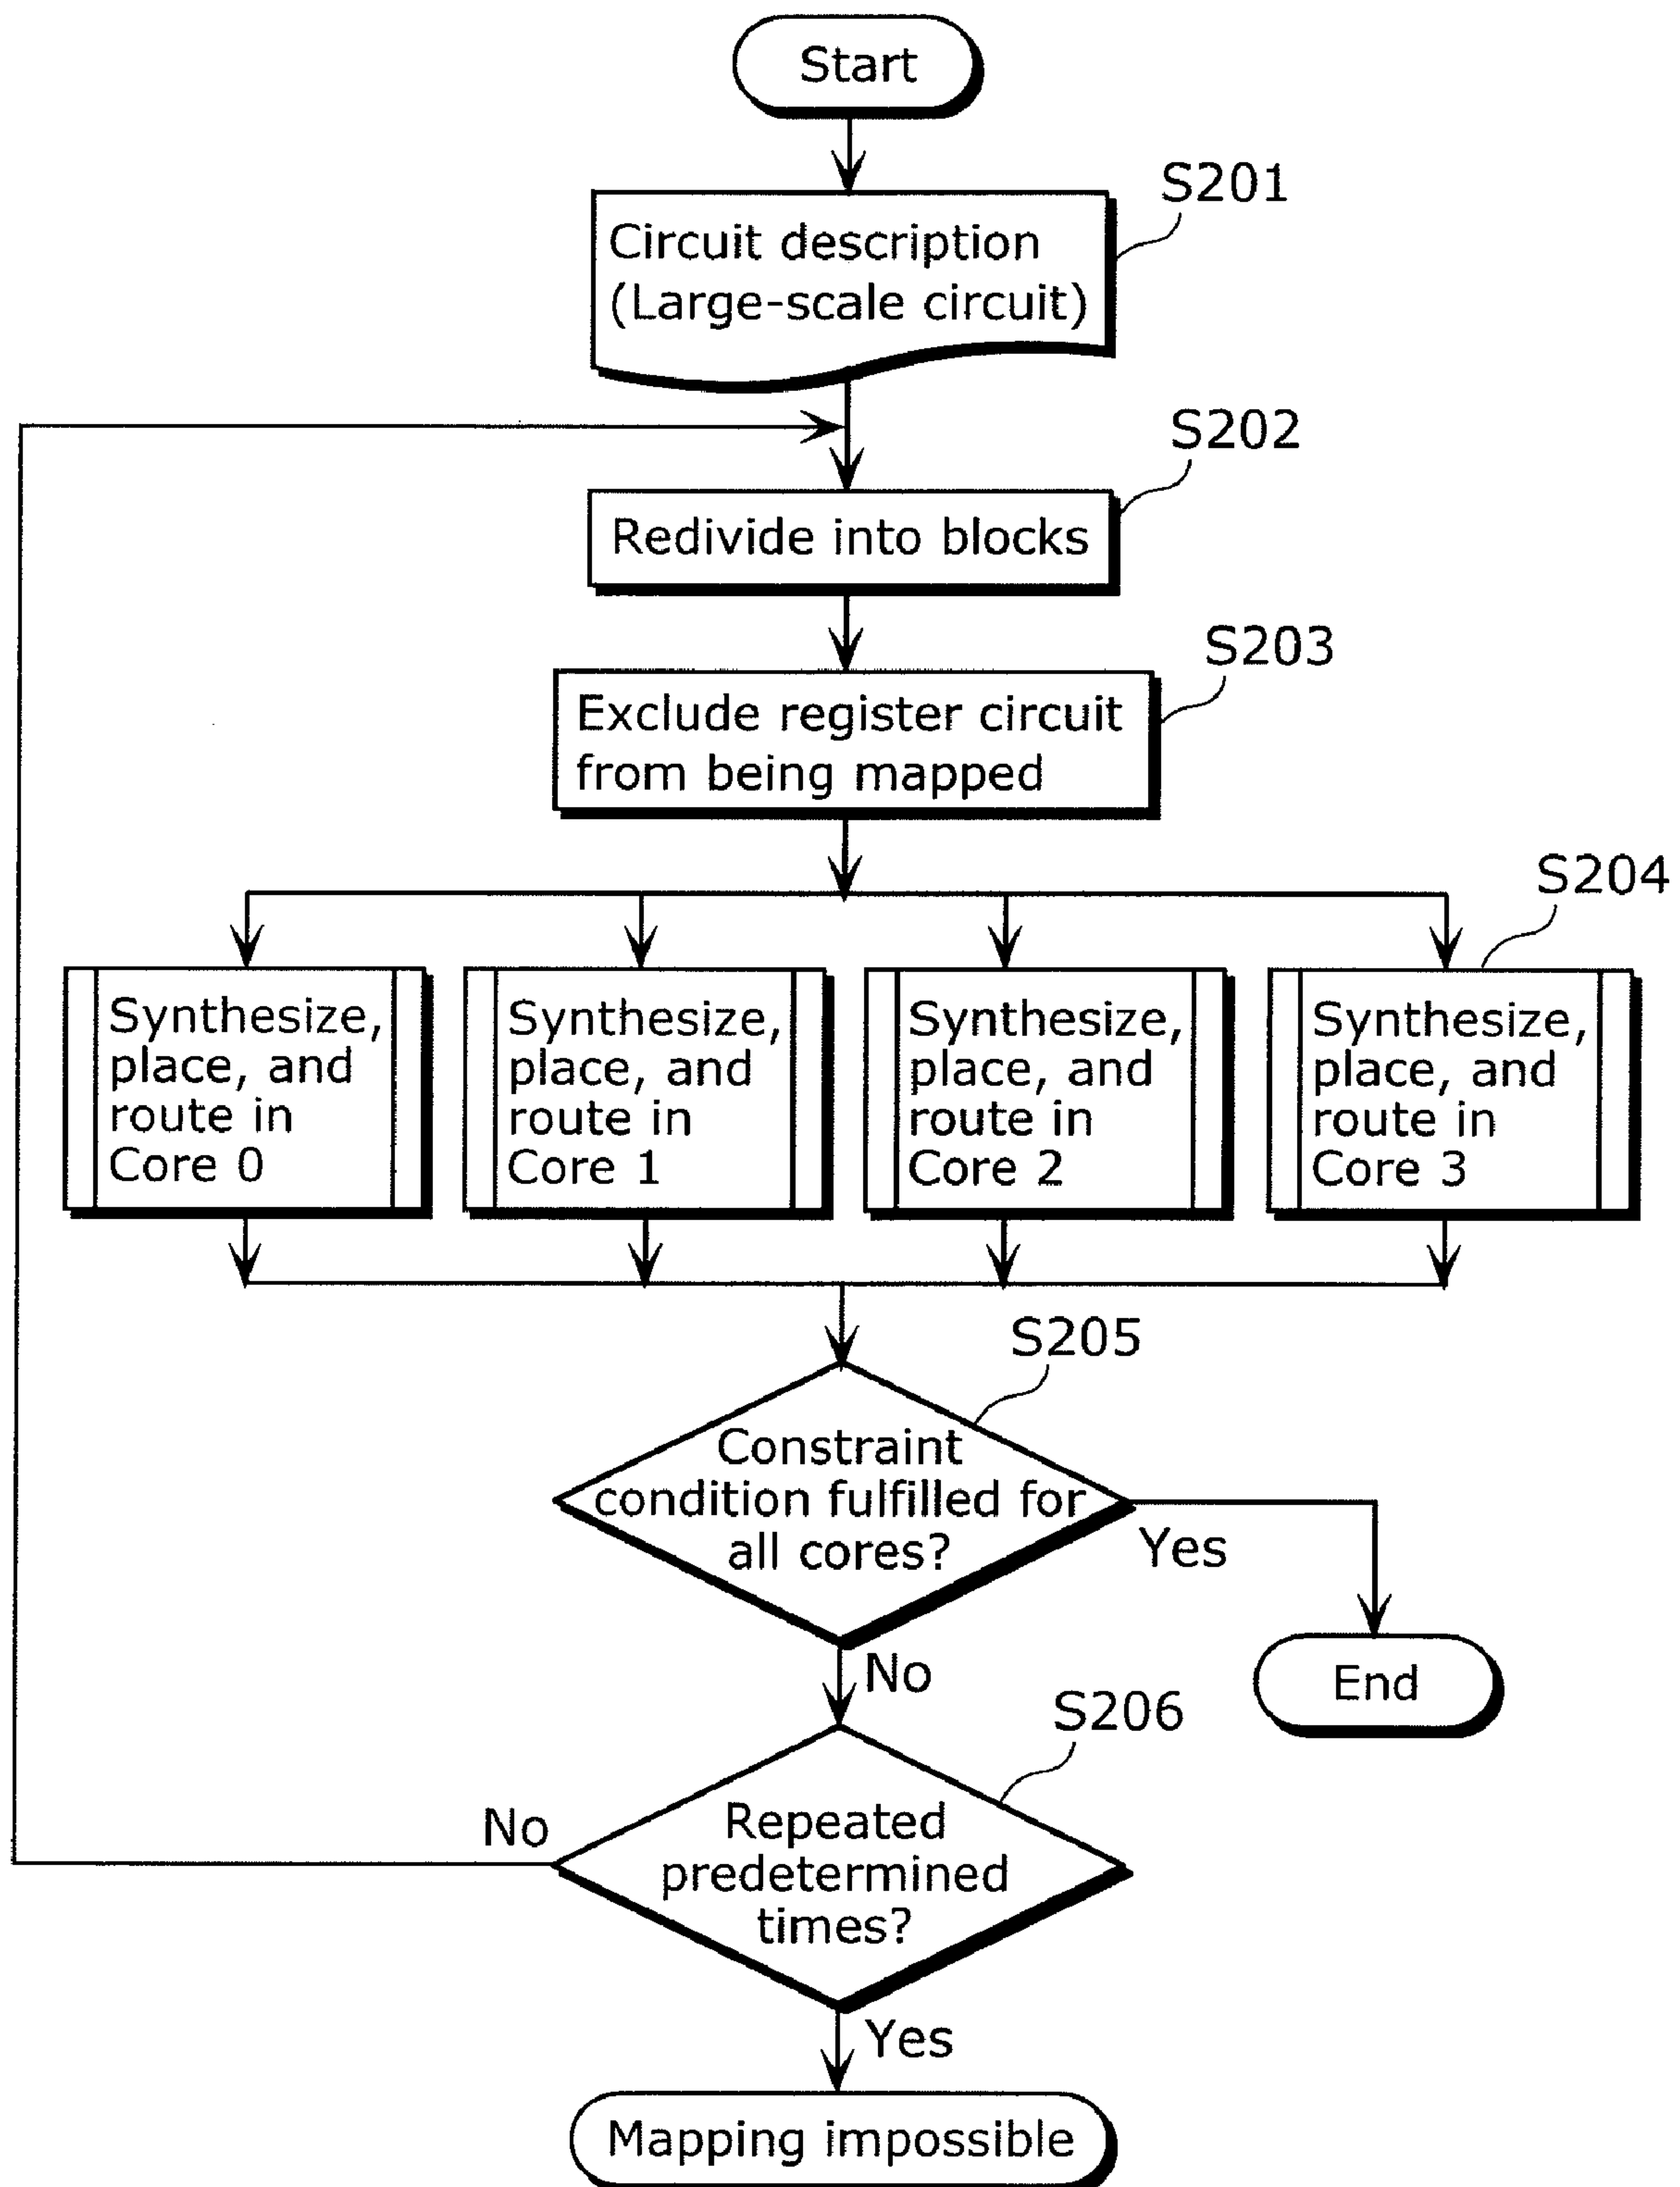 Start
S201
Circuit description
(Large-scale circuit)
S202
Redivide into blocks
S203
Exclude register circuit
from being mapped
S204
Synthesize,
place, and
route in
Core 0
Synthesize,
place, and
route in
Core 1
Synthesize,
place, and
route in
Core 2
Synthesize,
place, and
route in
Core 3
S205
Constraint
condition fulfilled for
all cores?
Yes
No
End
S206
No
Repeated
predetermined
times?
Yes
Mapping impossible